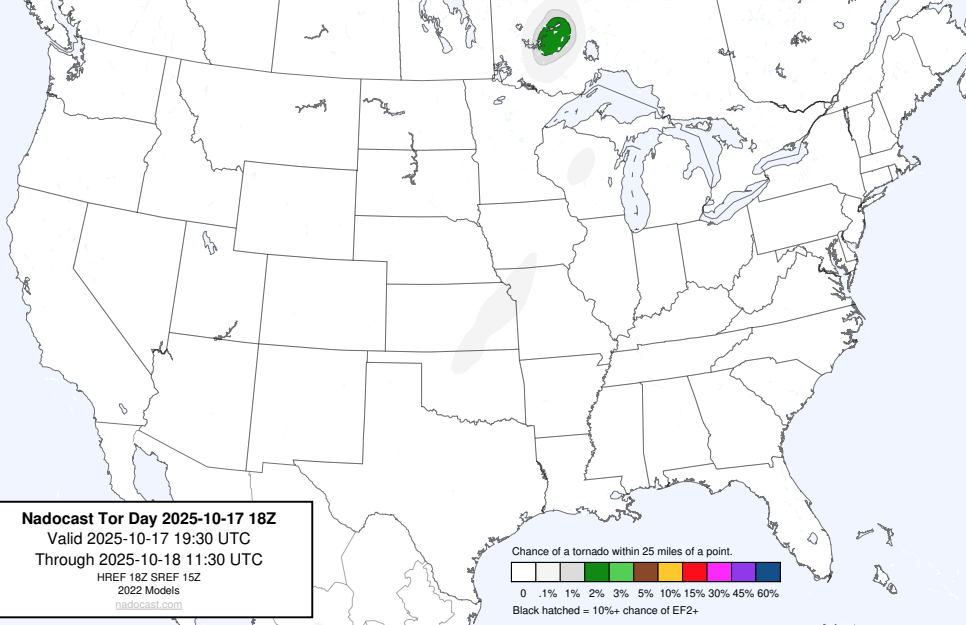 Nadocast Tor Day 2025-10-17 18Z
Valid 2025-10-17 19:30 UTC
Through 2025-10-18 11:30 UTC
HREF 18Z SREF 15Z
2022 Models
nadocast.com
Chance of a tornado within 25 miles of a point.
0 .1% 1% 2% 3% 5% 10% 15% 30% 45% 60%
Black hatched = 10%+ chance of EF2+